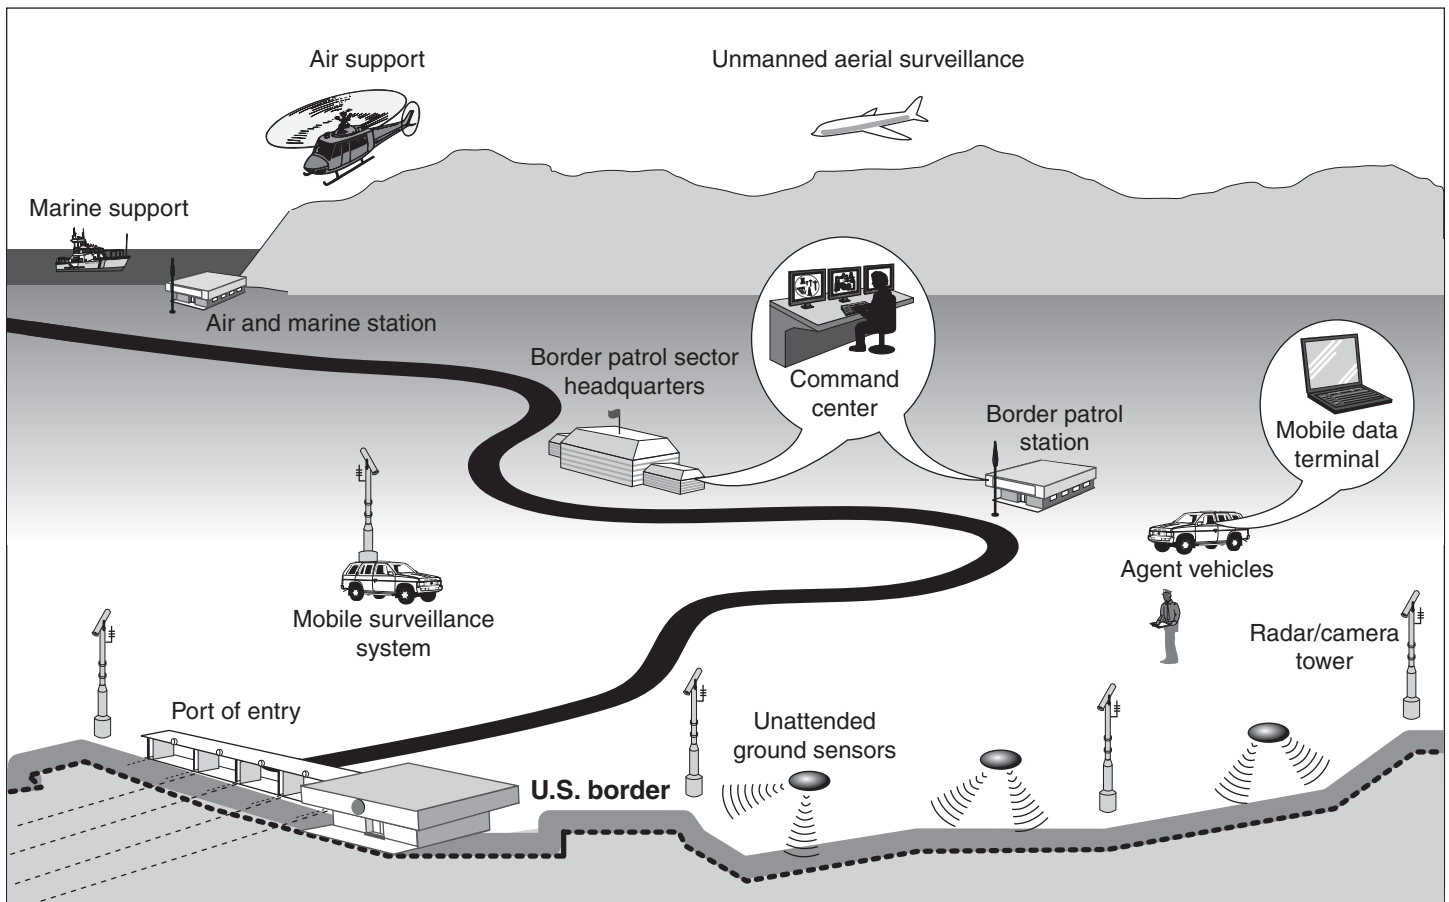 Air support
Unmanned aerial surveillance
Marine support
Air and marine station
Border patrol sector
headquarters
Command
center
Border patrol
station
Mobile data
terminal
Agent vehicles
Mobile surveillance
system
Radar/camera
tower
Port of entry
Unattended
ground sensors
U.S. border